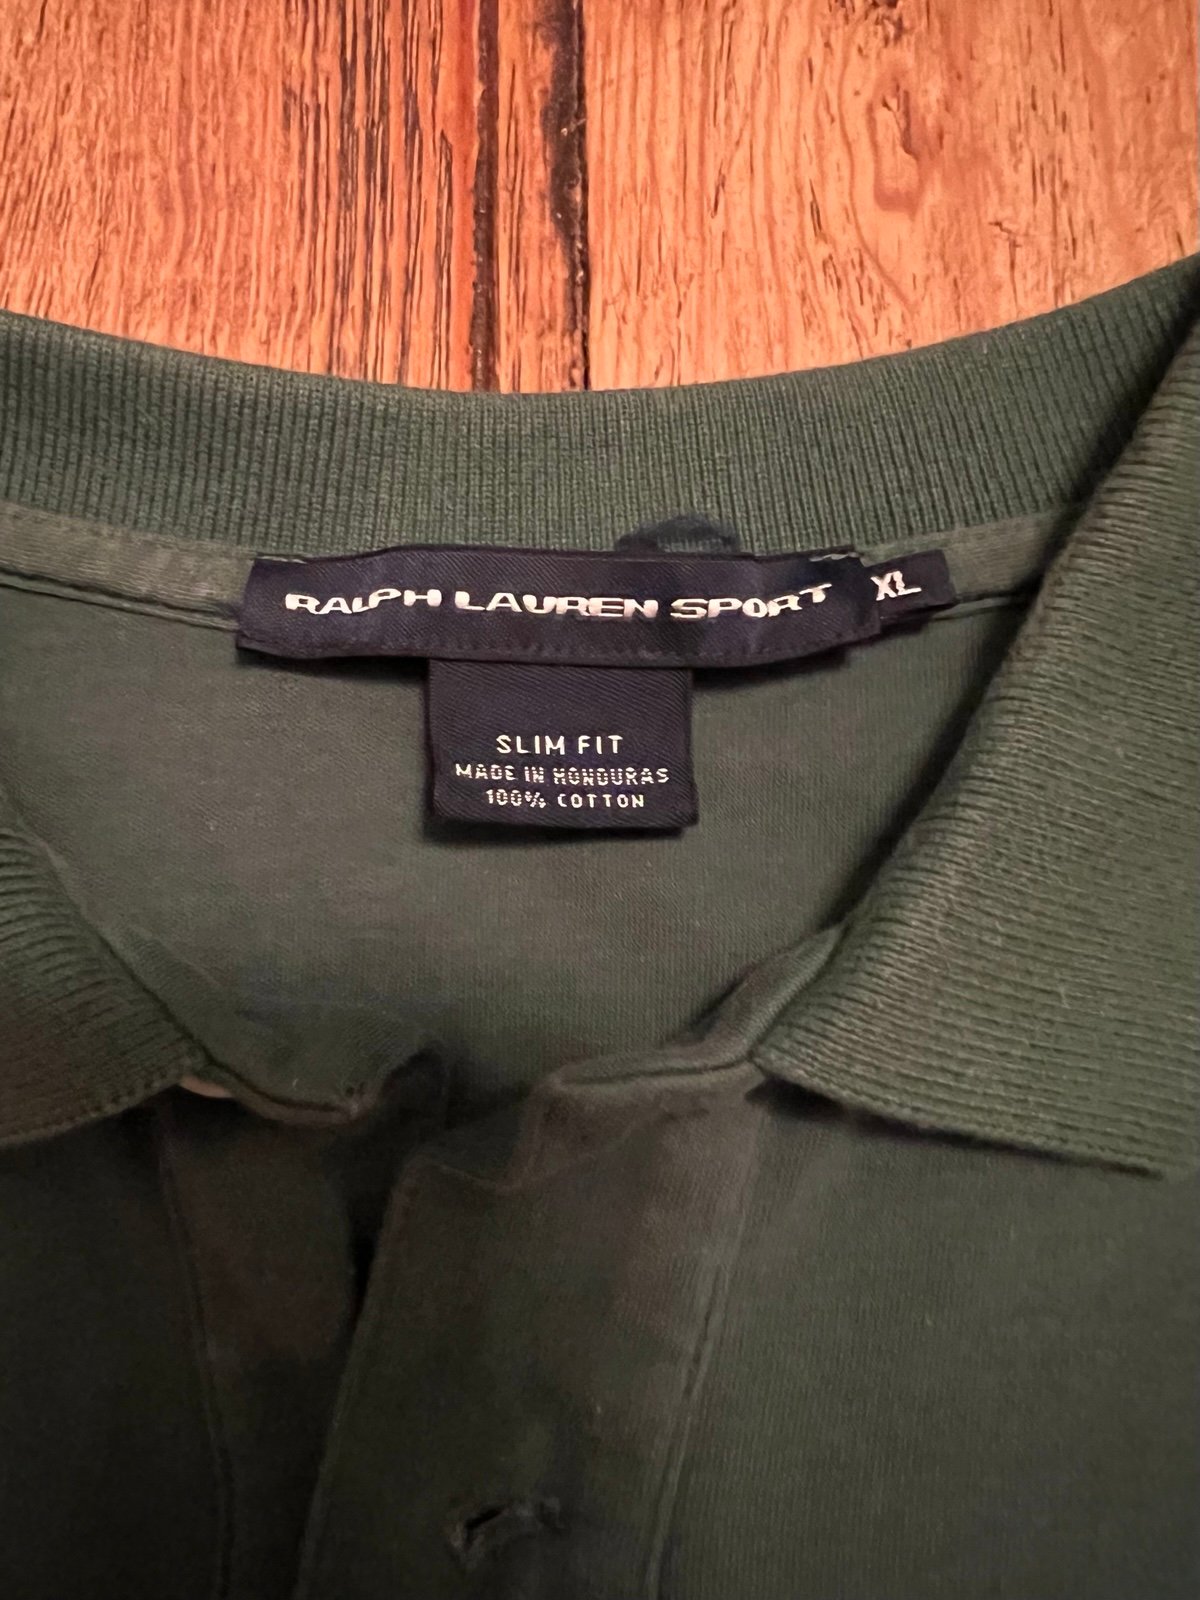 RALPH LAUREN SPORT XL
SLIM FIT
MADE IN HONDURAS
100% COTTON